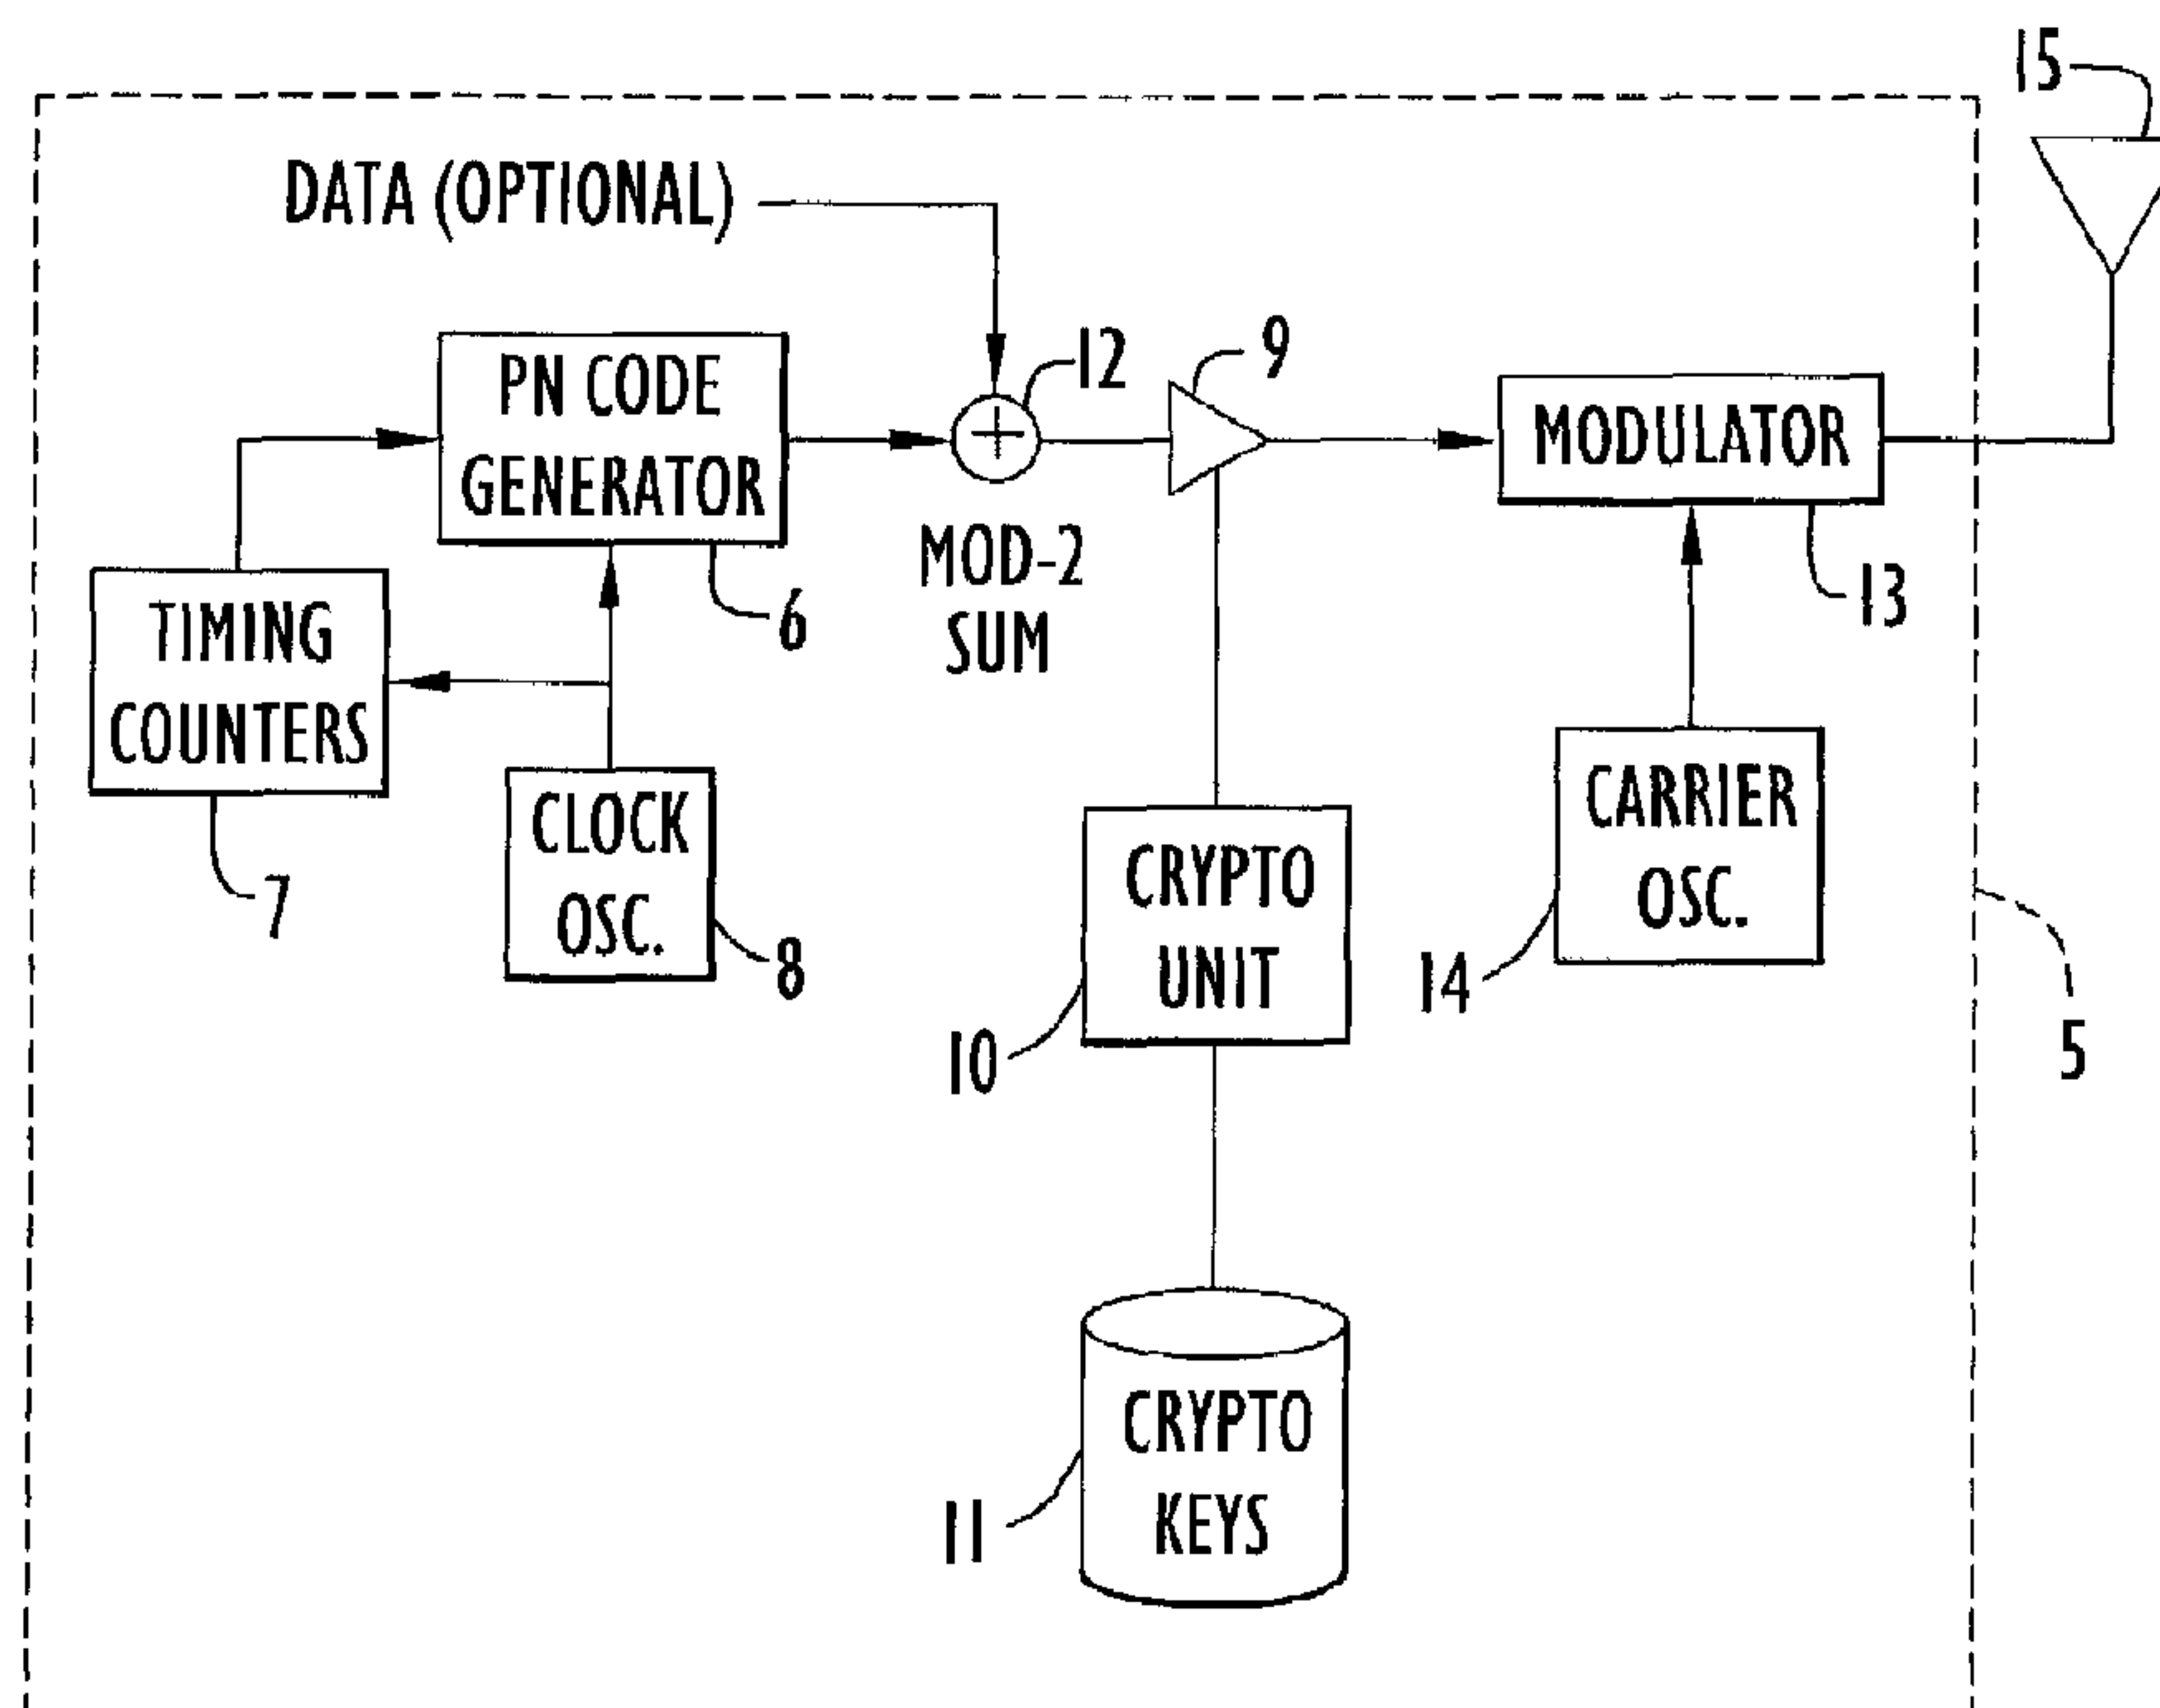 15
DATA (OPTIONAL)
PN CODE
GENERATOR
12
9
MODULATOR
MOD-2
SUM
6
13
TIMING
COUNTERS
7
CLOCK
OSC.
8
CRYPTO
UNIT
10
CARRIER
OSC.
14
5
CRYPTO
KEYS
11